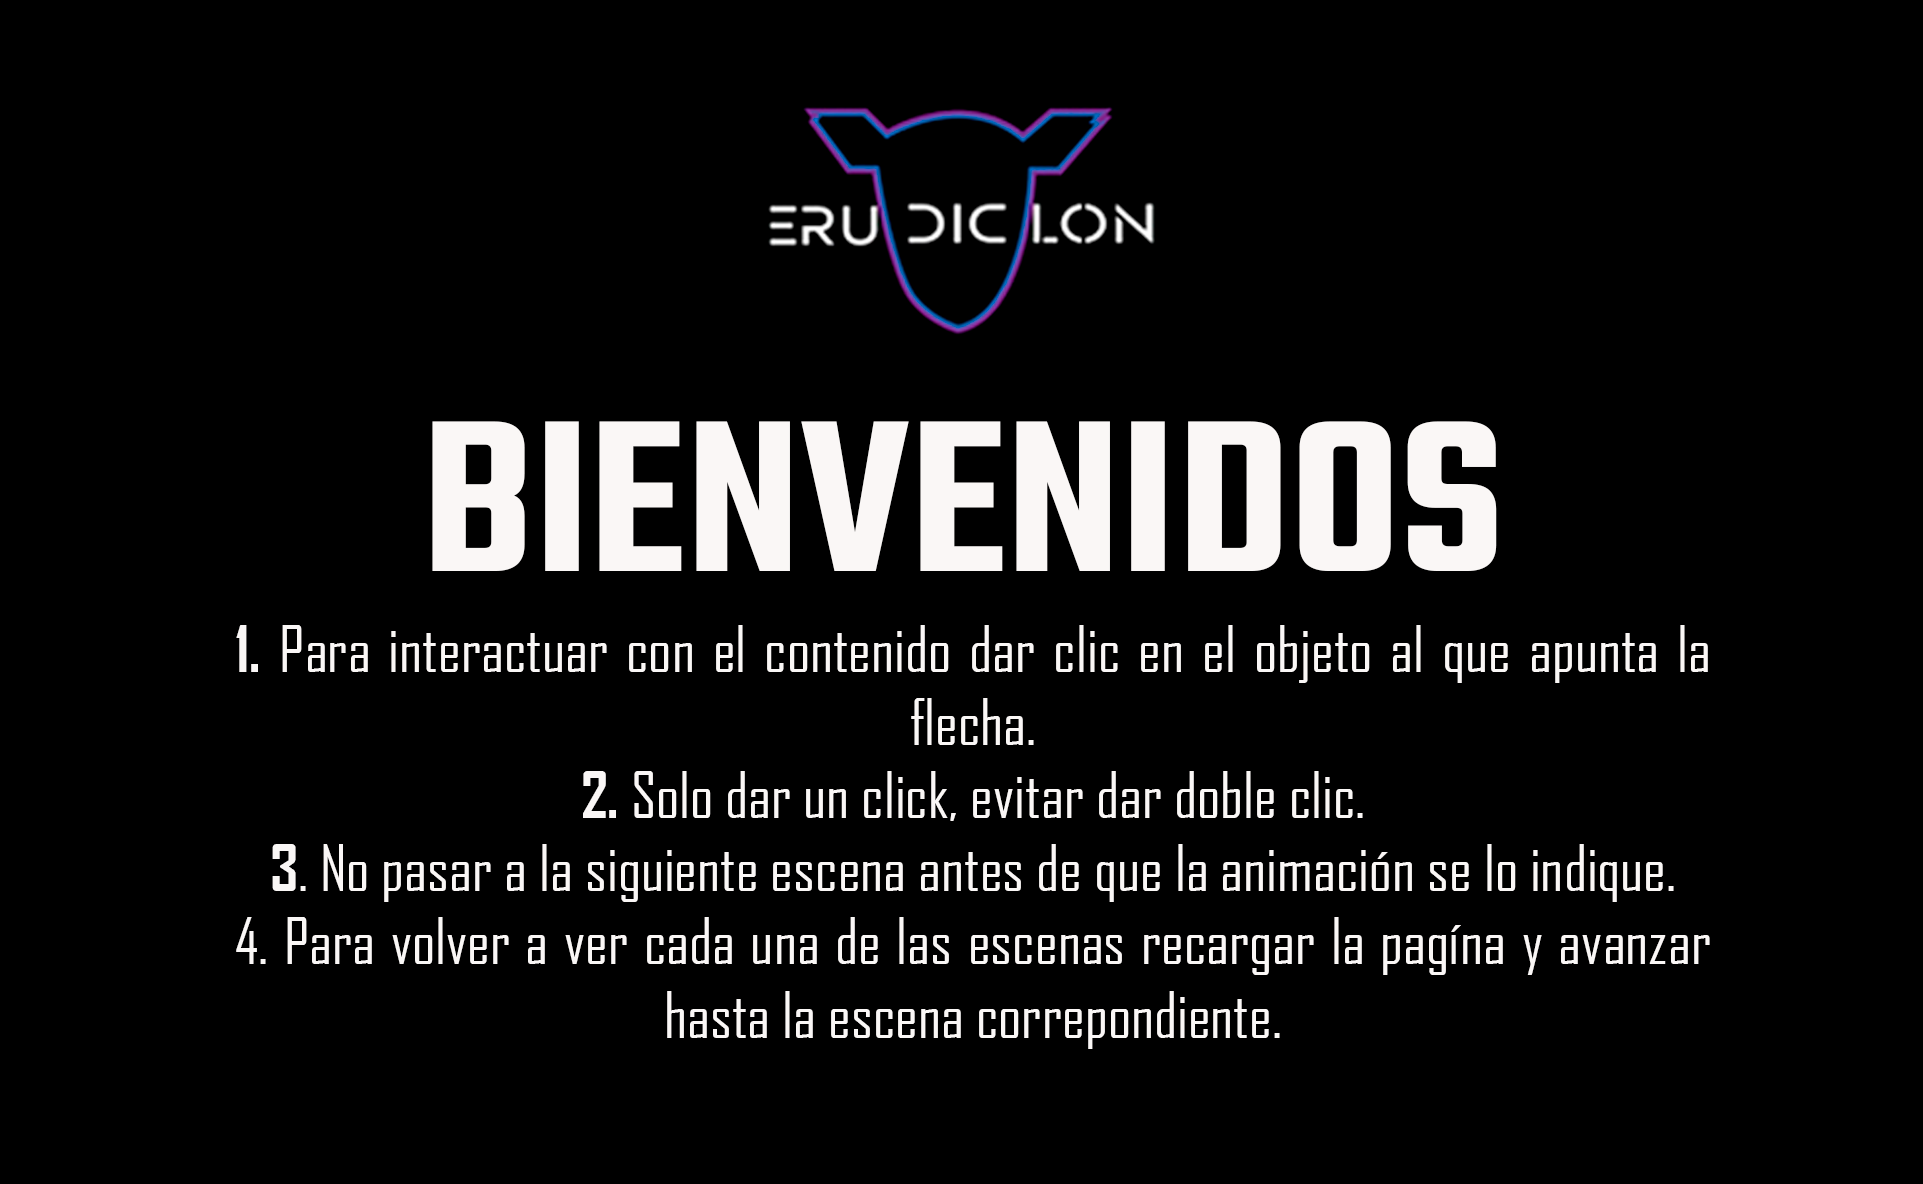 ERUDICLON
BIENVENIDOS
1. Para interactuar con el contenido dar clic en el objeto al que apunta la
flecha.
2. Solo dar un click, evitar dar doble clic.
3. No pasar a la siguiente escena antes de que la animación se lo indique.
4. Para volver a ver cada una de las escenas recargar la pagína y avanzar
hasta la escena correpondiente.